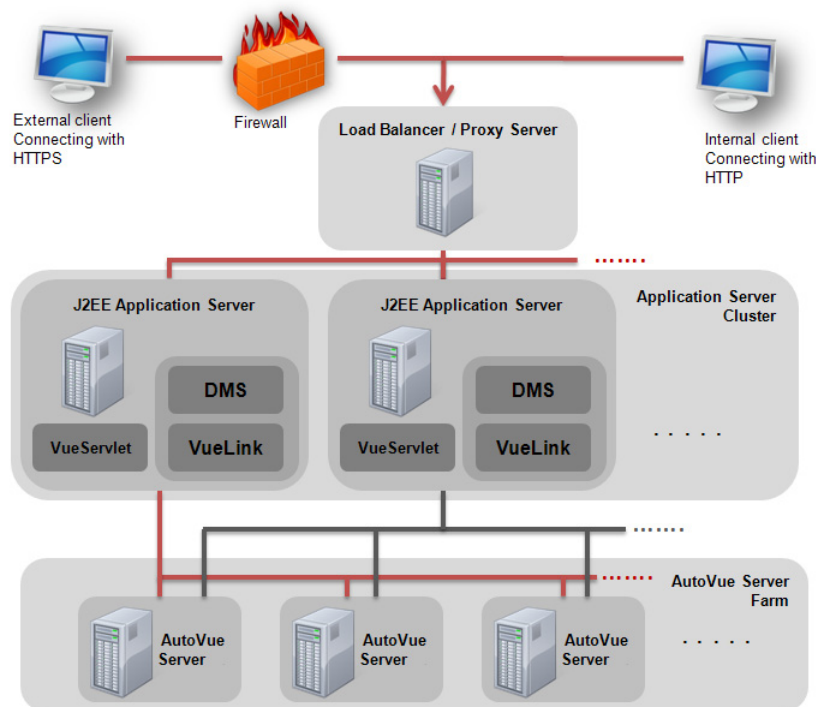 External client
Connecting with
HTTPS
Firewall
Internal client
Connecting with
HTTP
Load Balancer / Proxy Server
.......
J2EE Application Server
J2EE Application Server
Application Server
Cluster
DMS
VueServlet
VueLink
DMS
VueServlet
VueLink
. . . . .
.......
.......
AutoVue Server
Farm
AutoVue
Server
AutoVue
Server
AutoVue
Server
. . . . .